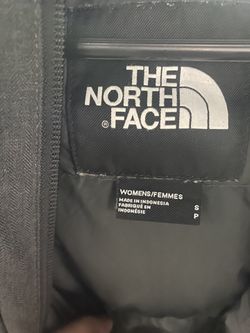 THE
NORTH
®FACE
WOMENS/FEMMES
MADE IN INDONESIA
FABRIQUÉ EN
INDONÉSIE
S
P